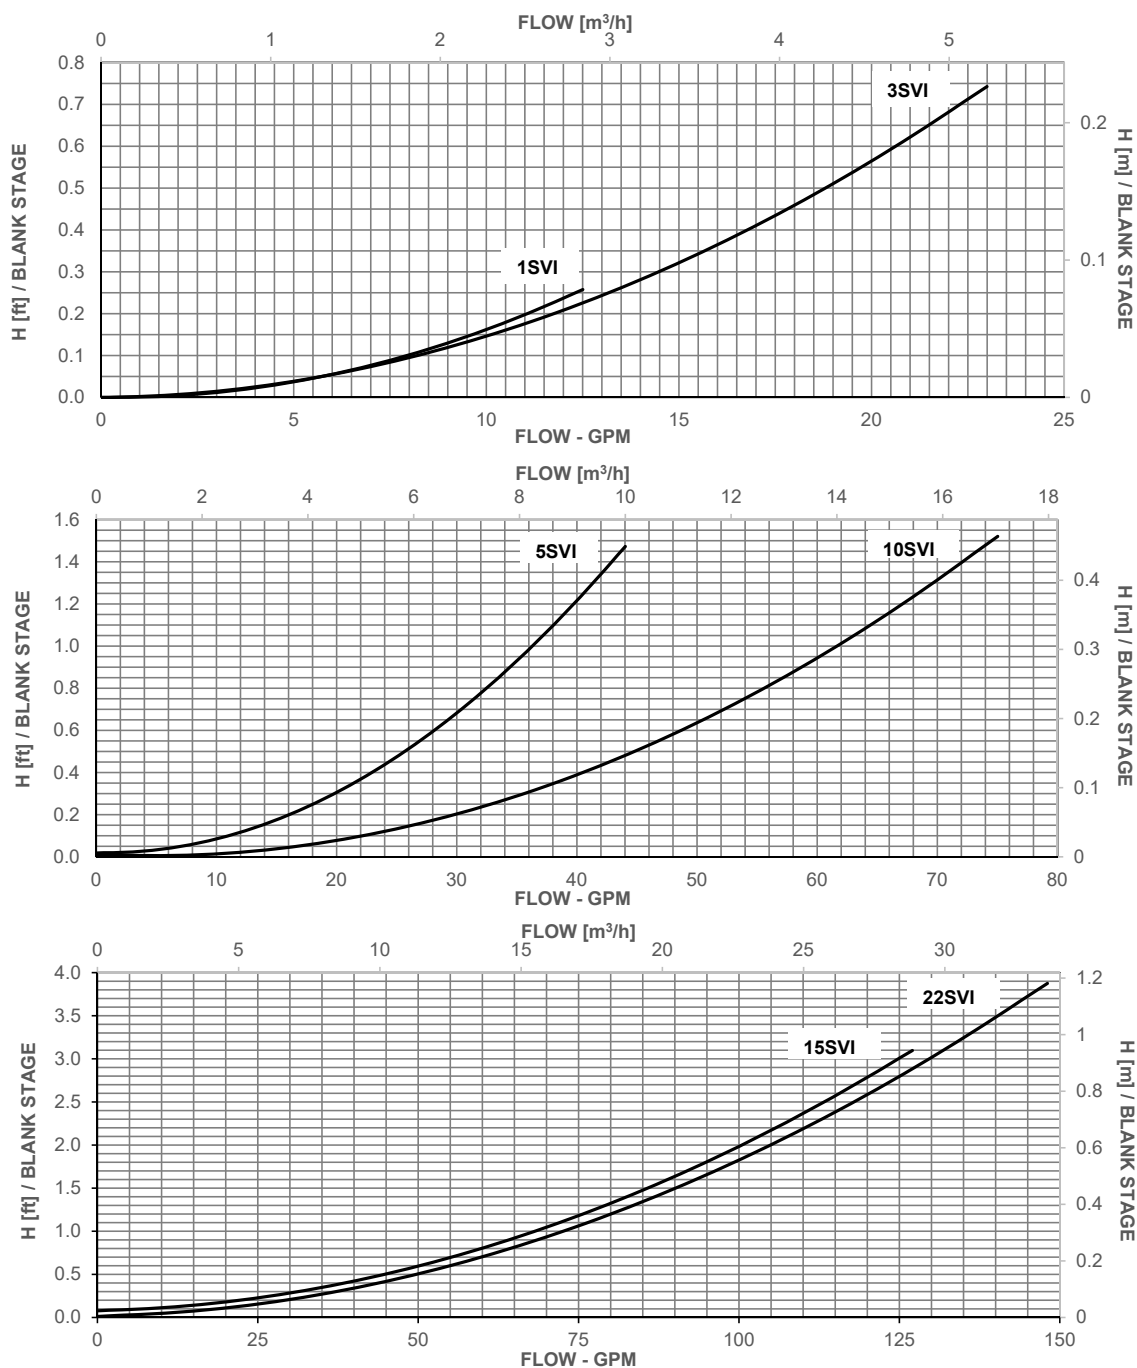 FLOW [m³/h]
0 1 2 3 4 5
0.8
0.7
0.6
0.5
0.4
0.3
0.2
0.1
0.0
H [ft] / BLANK STAGE
3SVI
1SVI
0.2
0.1
0
H [m] / BLANK STAGE
0 5 10 15 20 25
FLOW - GPM
FLOW [m³/h]
0 2 4 6 8 10 12 14 16 18
1.6
1.4
1.2
1.0
0.8
0.6
0.4
0.2
0.0
H [ft] / BLANK STAGE
5SVI
10SVI
0.4
0.3
0.2
0.1
0
H [m] / BLANK STAGE
0 10 20 30 40 50 60 70 80
FLOW - GPM
FLOW [m³/h]
0 5 10 15 20 25 30
4.0
3.5
3.0
2.5
2.0
1.5
1.0
0.5
0.0
H [ft] / BLANK STAGE
22SVI
15SVI
1.2
1
0.8
0.6
0.4
0.2
0
H [m] / BLANK STAGE
0 25 50 75 100 125 150
FLOW - GPM